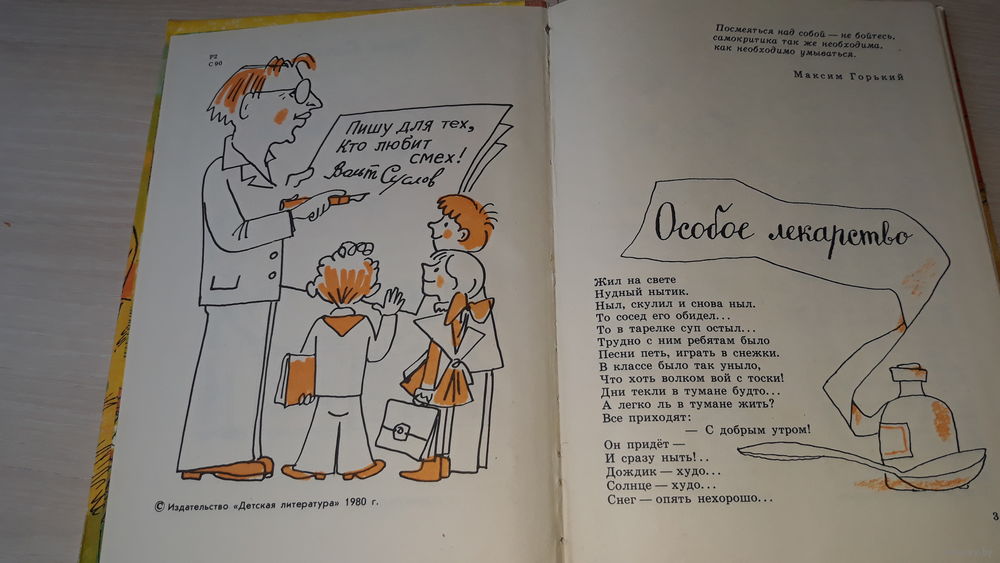 Р2
С 90
Пишу для тех,
Кто любит
смех!
Вольт Суслов
© Издательство «Детская литература» 1980 г.
Посмеяться над собой — не бойтесь,
самокритика так же необходима,
как необходимо умываться.
Максим Горький
Особое лекарство
Жил на свете
Нудный нытик.
Ныл, скулил и снова ныл.
То сосед его обидел...
То в тарелке суп остыл...
Трудно с ним ребятам было
Песни петь, играть в снежки.
В классе было так уныло,
Что хоть волком вой с тоски!
Дни текли в тумане будто...
А легко ль в тумане жить?
Все приходят:
— С добрым утром!
Он придёт —
И сразу ныть!..
Дождик — худо...
Солнце — худо...
Снег — опять нехорошо...
3